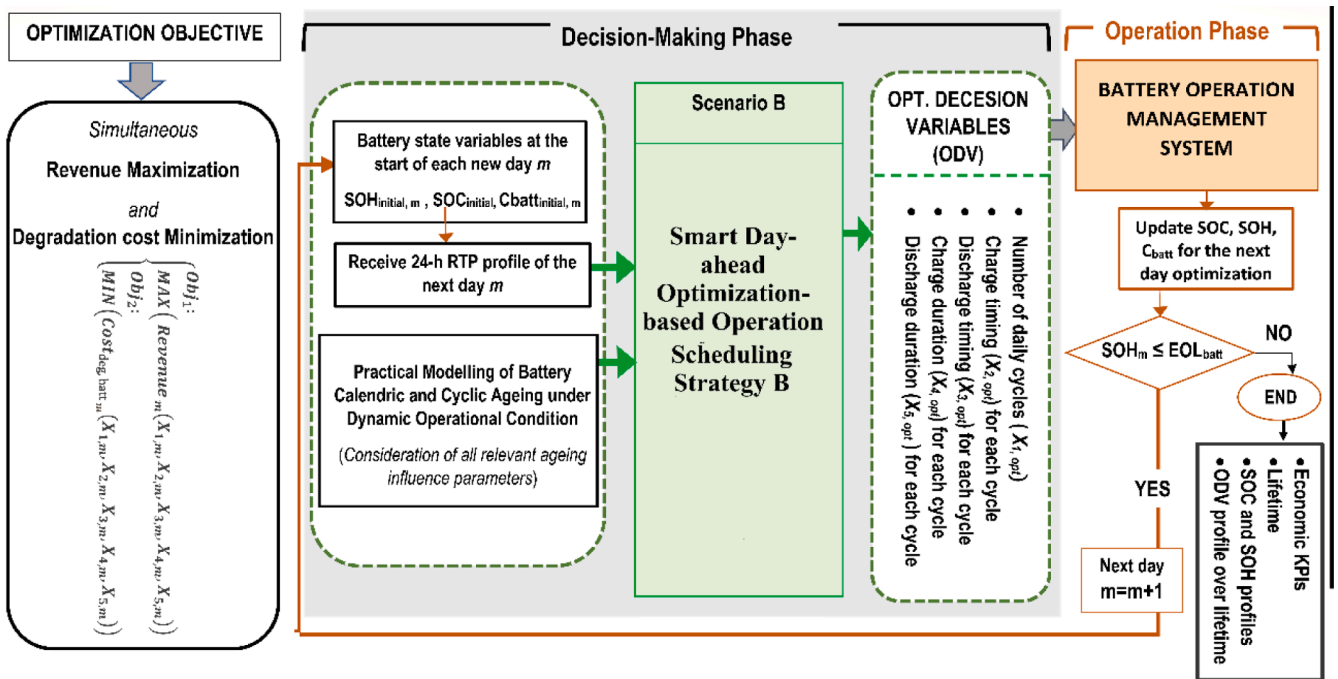 OPTIMIZATION OBJECTIVE
Simultaneous
Revenue Maximization
and
Degradation cost Minimization
Obj₁:
MAX(Revenue ₘ(X₁,ₘ, X₂,ₘ, X₃,ₘ, X₄,ₘ, X₅,ₘ))
Obj₂:
MIN(Cost_deg,batt ₘ(X₁,ₘ, X₂,ₘ, X₃,ₘ, X₄,ₘ, X₅,ₘ))
Decision-Making Phase
Battery state variables at the
start of each new day m
SOH_initial, m , SOC_initial, Cbatt_initial, m
Receive 24-h RTP profile of the
next day m
Practical Modelling of Battery
Calendric and Cyclic Ageing under
Dynamic Operational Condition
(Consideration of all relevant ageing
influence parameters)
Scenario B
Smart Day-
ahead
Optimization-
based Operation
Scheduling
Strategy B
OPT. DECESION
VARIABLES
(ODV)
• Number of daily cycles ( X₁, opt)
• Charge timing (X₂, opt) for each cycle
• Discharge timing (X₃, opt) for each cycle
• Charge duration (X₄, opt) for each cycle
• Discharge duration (X₅, opt ) for each cycle
Operation Phase
BATTERY OPERATION
MANAGEMENT
SYSTEM
Update SOC, SOH,
C_batt for the next
day optimization
SOHₘ ≤ EOL_batt
NO
END
YES
Next day
m=m+1
• Economic KPIs
• Lifetime
• SOC and SOH profiles
• ODV profile over lifetime